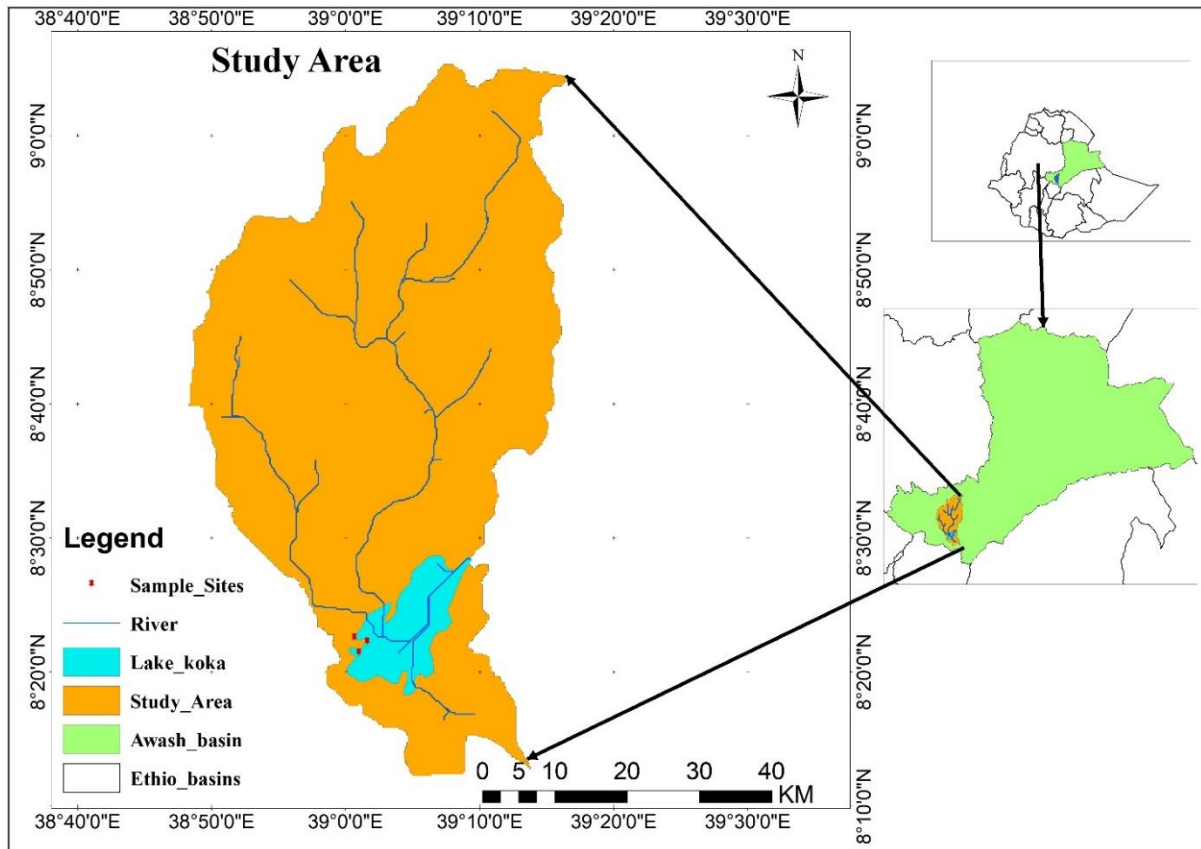 38°40'0"E 38°50'0"E 39°0'0"E 39°10'0"E 39°20'0"E 39°30'0"E
Study Area
N
9°0'0"N
8°50'0"N
8°40'0"N
8°30'0"N
8°20'0"N
9°0'0"N
8°50'0"N
8°40'0"N
8°30'0"N
8°20'0"N
8°10'0"N
Legend
Sample_Sites
River
Lake_koka
Study_Area
Awash_basin
Ethio_basins
0 5 10 20 30 40
KM
38°40'0"E 38°50'0"E 39°0'0"E 39°10'0"E 39°20'0"E 39°30'0"E